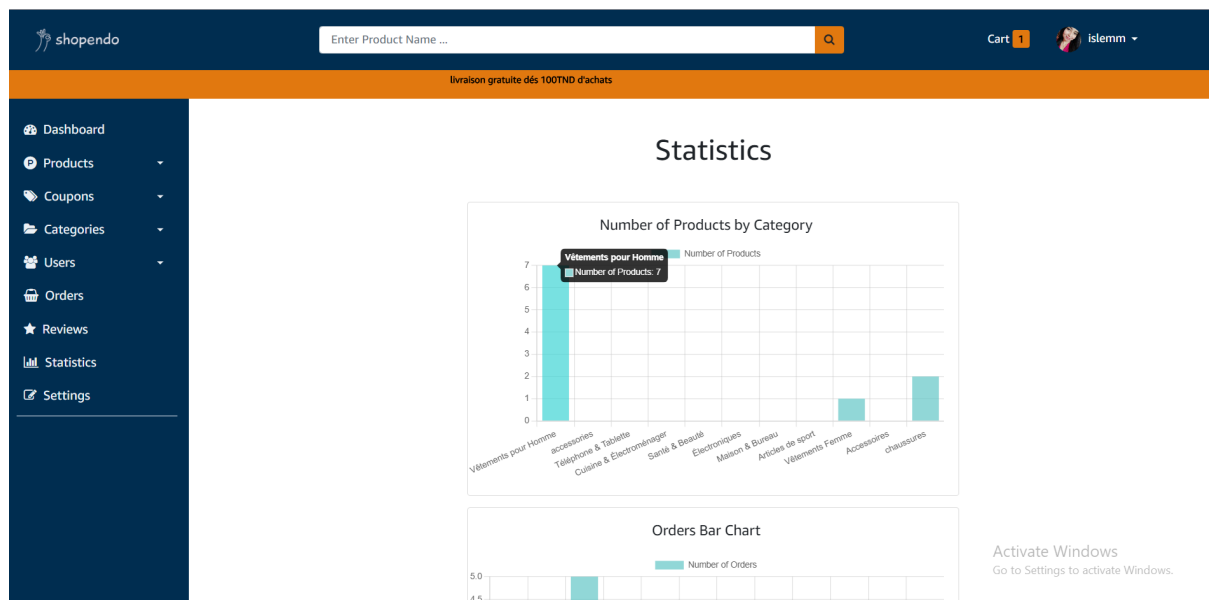 shopendo
Enter Product Name ...
Cart 1
islemm
livraison gratuite dés 100TND d'achats
Dashboard
Products
Coupons
Categories
Users
Orders
Reviews
Statistics
Settings
Statistics
Number of Products by Category
Number of Products
Vêtements pour Homme
Number of Products: 7
7
6
5
4
3
2
1
0
Vêtements pour Homme
accessories
Téléphone & Tablette
Cuisine & Électroménager
Santé & Beauté
Électroniques
Maison & Bureau
Articles de sport
Vêtements Femme
Accessoires
chaussures
Orders Bar Chart
Number of Orders
5.0
4.5
Activate Windows
Go to Settings to activate Windows.